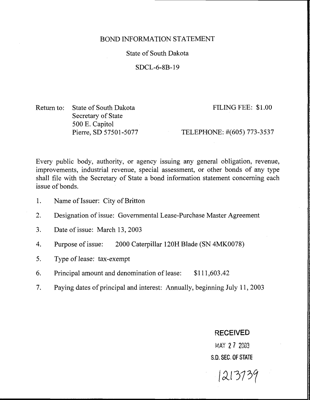 BOND INFORMATION STATEMENT
State of South Dakota
SDCL-6-8B-19
Return to: State of South Dakota FILING FEE: $1.00
Secretary of State
500 E. Capitol
Pierre, SD 57501-5077 TELEPHONE: #(605) 773-3537
Every public body, authority, or agency issuing any general obligation, revenue,
improvements, industrial revenue, special assessment, or other bonds of any type
shall file with the Secretary of State a bond information statement concerning each
issue of bonds.
1. Name of Issuer: City of Britton
2. Designation of issue: Governmental Lease-Purchase Master Agreement
3. Date of issue: March 13, 2003
4. Purpose of issue: 2000 Caterpillar 120H Blade (SN 4MK0078)
5. Type of lease: tax-exempt
6. Principal amount and denomination of lease: $111,603.42
7. Paying dates of principal and interest: Annually, beginning July 11, 2003
RECEIVED
MAY 27 2003
S.D. SEC. OF STATE
1213739